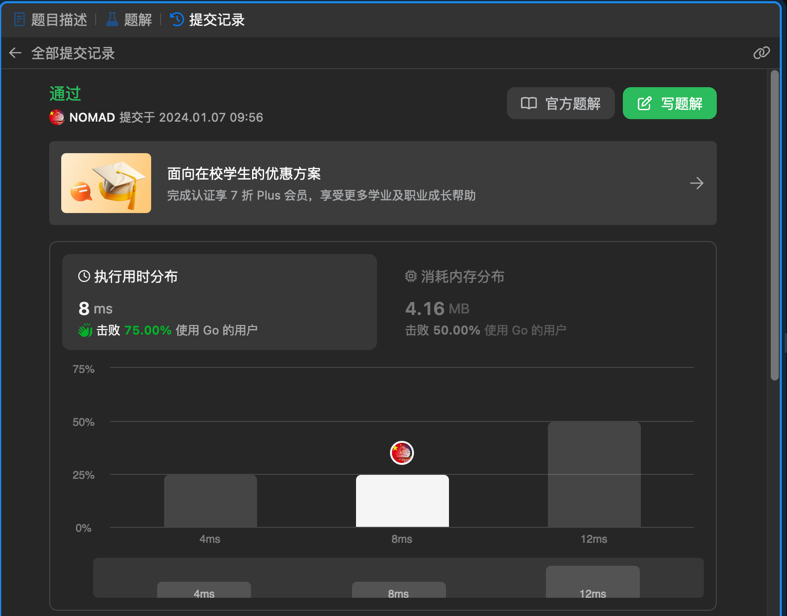 题目描述 题解 提交记录
全部提交记录
通过
NOMAD 提交于 2024.01.07 09:56
官方题解 写题解
面向在校学生的优惠方案
完成认证享 7 折 Plus 会员，享受更多学业及职业成长帮助
执行用时分布
8 ms
击败 75.00% 使用 Go 的用户
消耗内存分布
4.16 MB
击败 50.00% 使用 Go 的用户
75%
50%
25%
0%
4ms 8ms 12ms
4ms 8ms 12ms